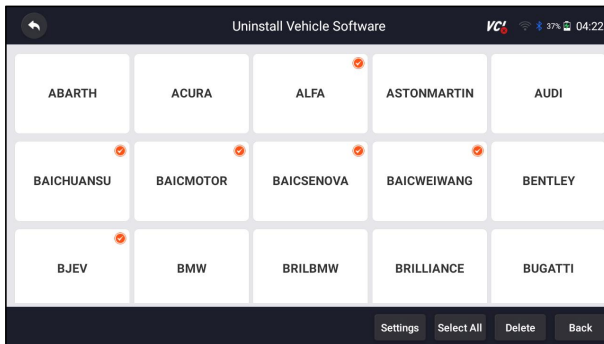 Uninstall Vehicle Software VCI 37% 04:22
ABARTH ACURA ALFA ASTONMARTIN AUDI
BAICHUANSU BAICMOTOR BAICSENOVA BAICWEIWANG BENTLEY
BJEV BMW BRILBMW BRILLIANCE BUGATTI
Settings Select All Delete Back